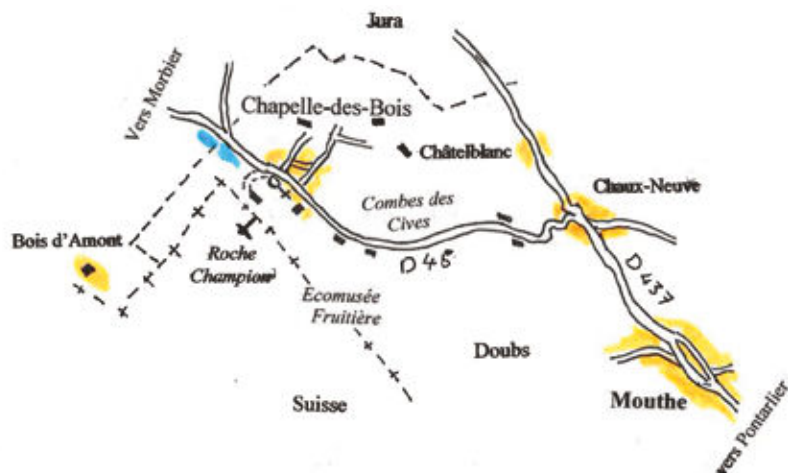 Jura
Vers Morbier
Chapelle-des-Bois
Châtelblanc
Chaux-Neuve
Combes des
Cives
Bois d'Amont
Roche
Champion
D 46
D 437
Ecomusée
Fruitière
Doubs
Suisse
Mouthe
vers Pontarlier